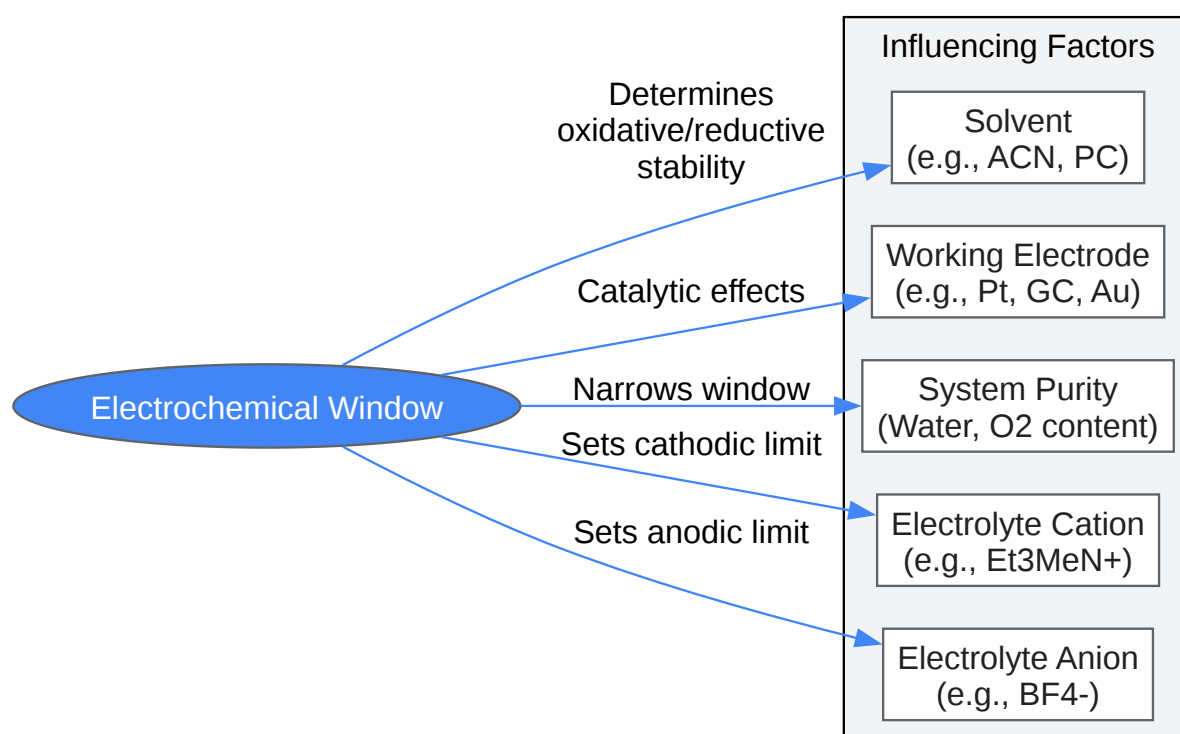 Influencing Factors
Determines
oxidative/reductive
stability
Solvent
(e.g., ACN, PC)
Catalytic effects
Working Electrode
(e.g., Pt, GC, Au)
Electrochemical Window
Narrows window
System Purity
(Water, O2 content)
Sets cathodic limit
Electrolyte Cation
(e.g., Et3MeN+)
Sets anodic limit
Electrolyte Anion
(e.g., BF4-)